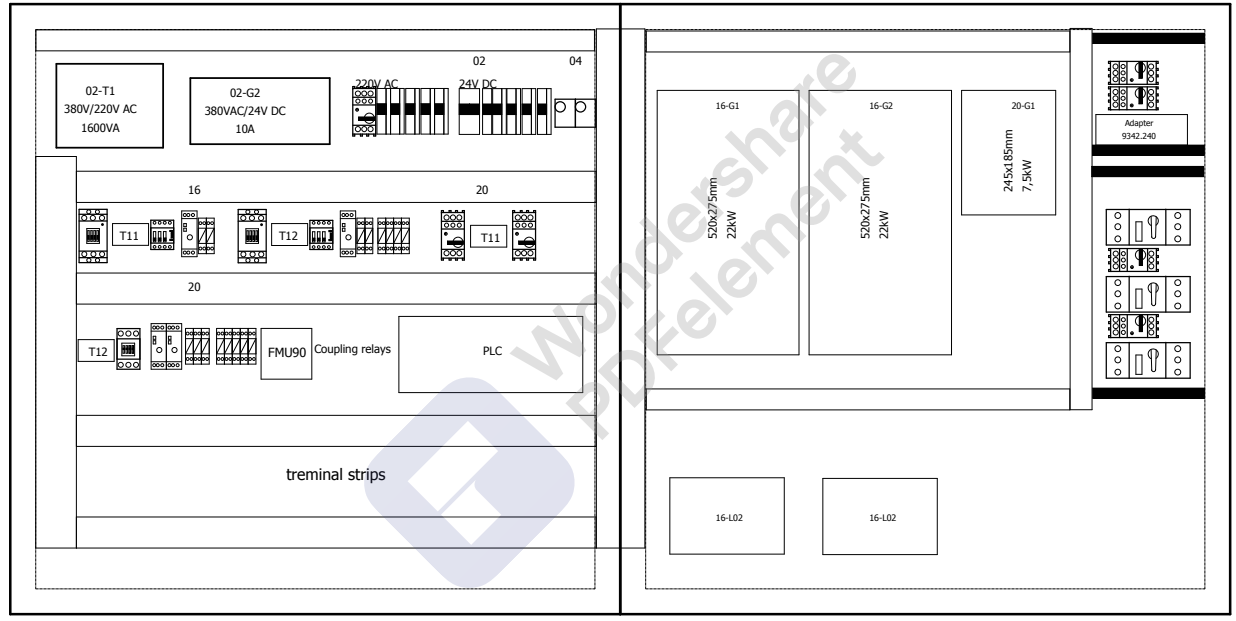 02 04
220V AC 24V DC
02-T1
380V/220V AC
1600VA
02-G2
380VAC/24V DC
10A
16 20
T11 T12 T11
20
T12 FMU90 Coupling relays PLC
treminal strips
16-G1 16-G2 20-G1
520x275mm
22kW
520x275mm
22kW
245x185mm
7,5kW
Adapter
9342.240
16-L02 16-L02
Wondershare
PDFelement